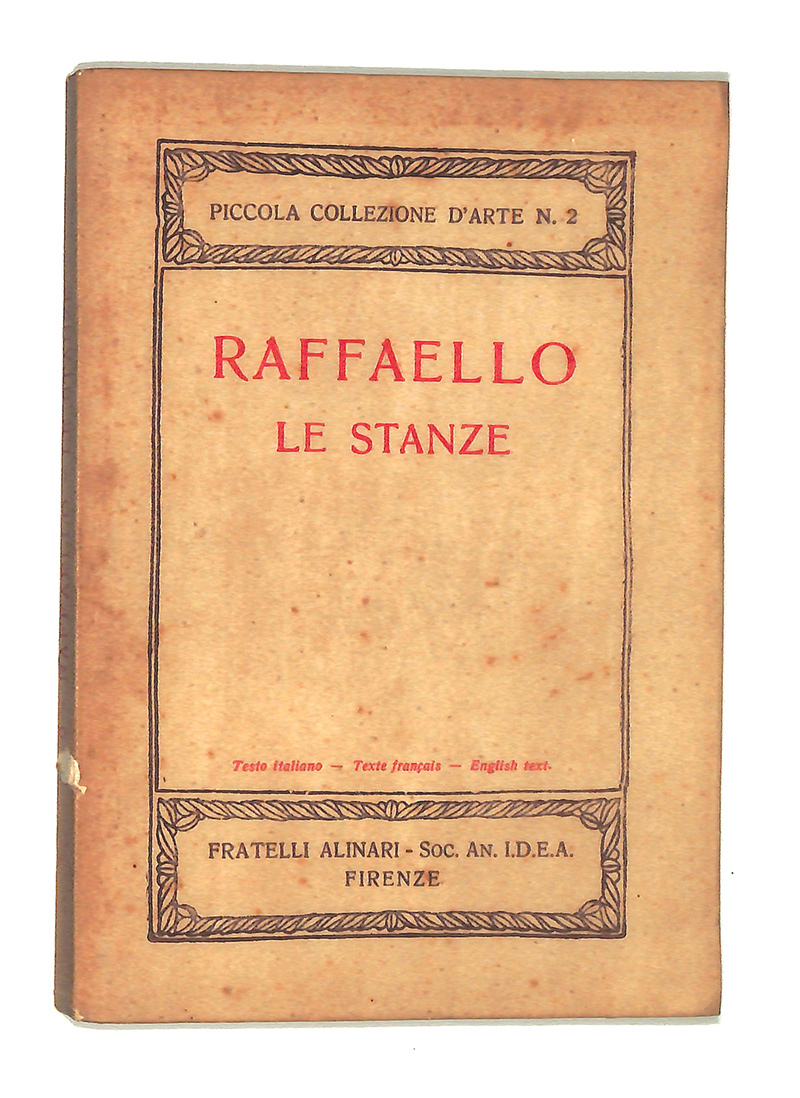 PICCOLA COLLEZIONE D'ARTE N. 2
RAFFAELLO
LE STANZE
Testo italiano — Texte français — English text.
FRATELLI ALINARI - Soc. An. I.D.E.A.
FIRENZE